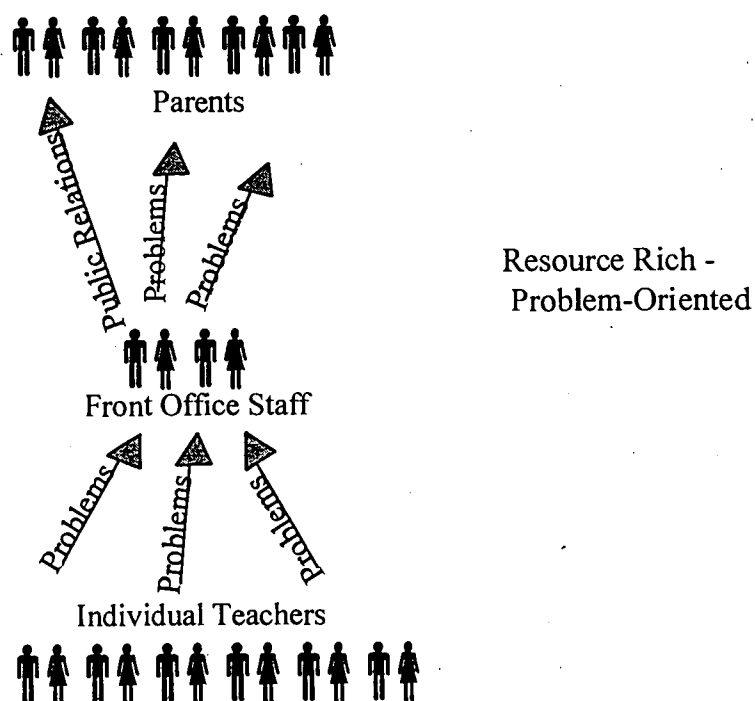 Parents
Public Relations
Problems
Problems
Resource Rich -
Problem-Oriented
Front Office Staff
Problems
Problems
Problems
Individual Teachers